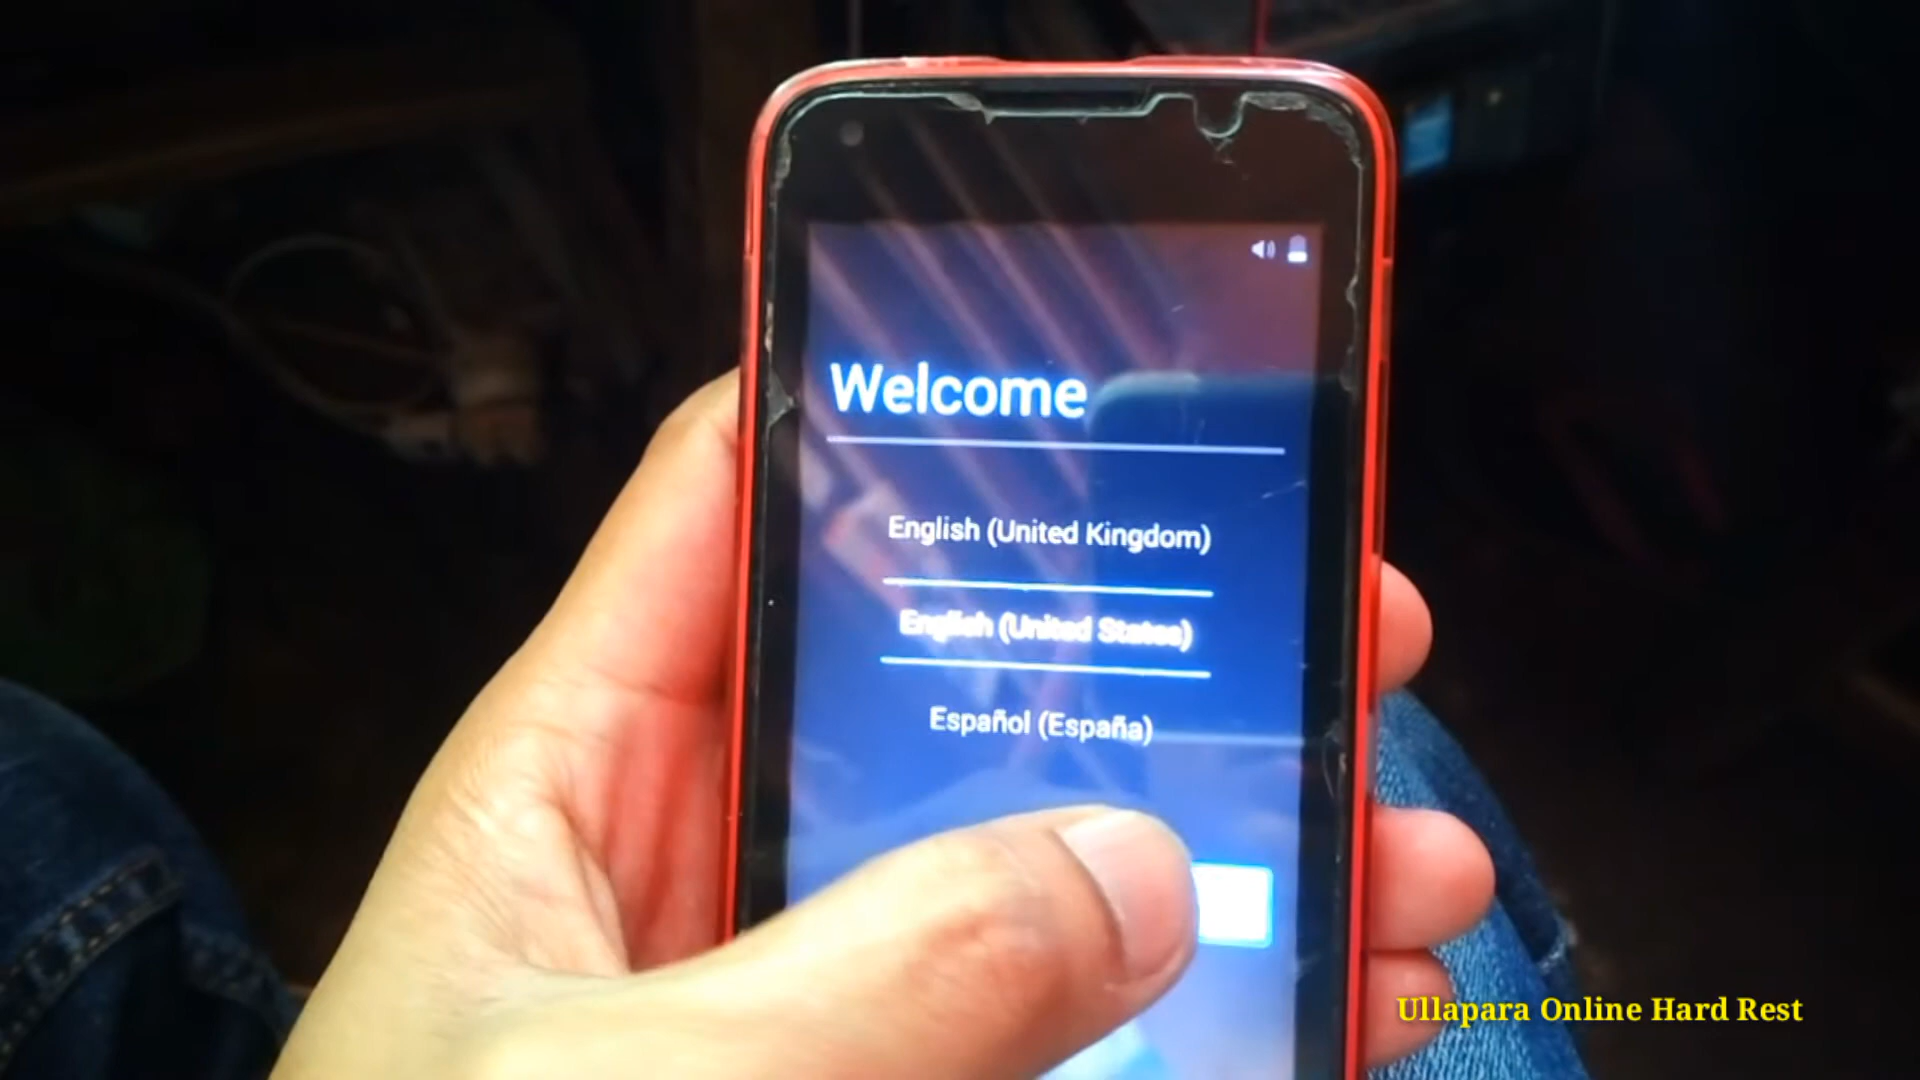 Welcome
English (United Kingdom)
English (United States)
Español (España)
Ullapara Online Hard Rest